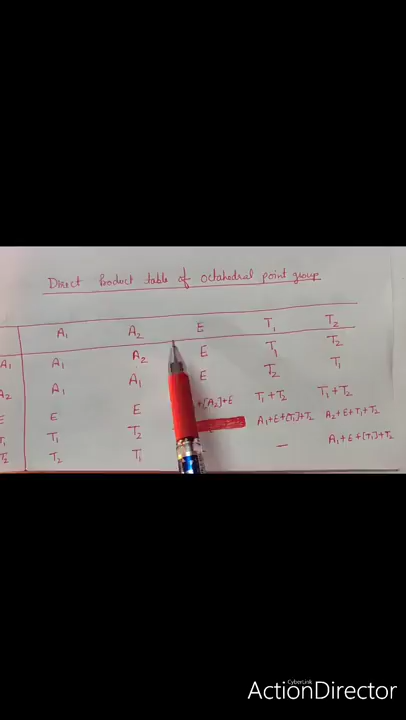 Direct Product table of octahedral point group
A1 A2 E T1 T2
A1 A1 A2 E T1 T2
A2 A1 A1 E T2 T1
E E E +[A2]+E T1+T2 T1+T2
T1 T1 T2 A1+E+[T1]+T2 A2+E+T1+T2
T2 T2 T1 — A1+E+[T1]+T2
CyberLink
ActionDirector